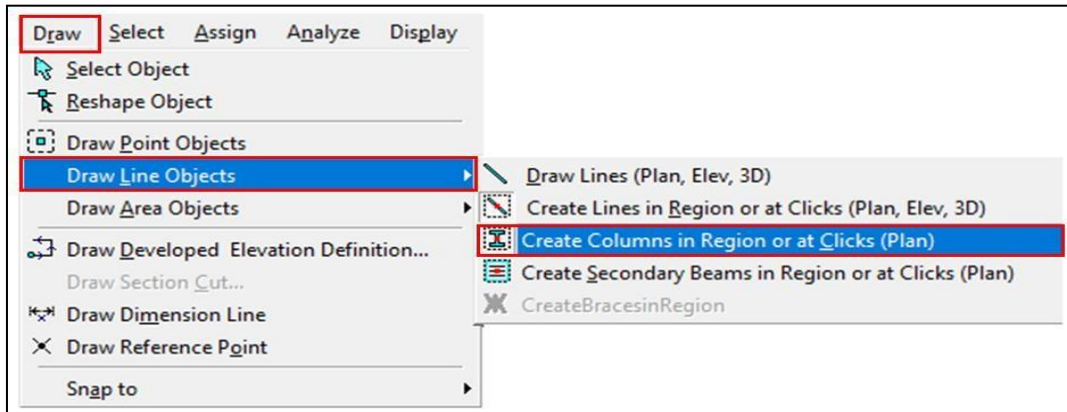 Draw Select Assign Analyze Display
Select Object
Reshape Object
Draw Point Objects
Draw Line Objects
Draw Area Objects
Draw Developed Elevation Definition...
Draw Section Cut...
Draw Dimension Line
Draw Reference Point
Snap to
Draw Lines (Plan, Elev, 3D)
Create Lines in Region or at Clicks (Plan, Elev, 3D)
Create Columns in Region or at Clicks (Plan)
Create Secondary Beams in Region or at Clicks (Plan)
CreateBracesinRegion